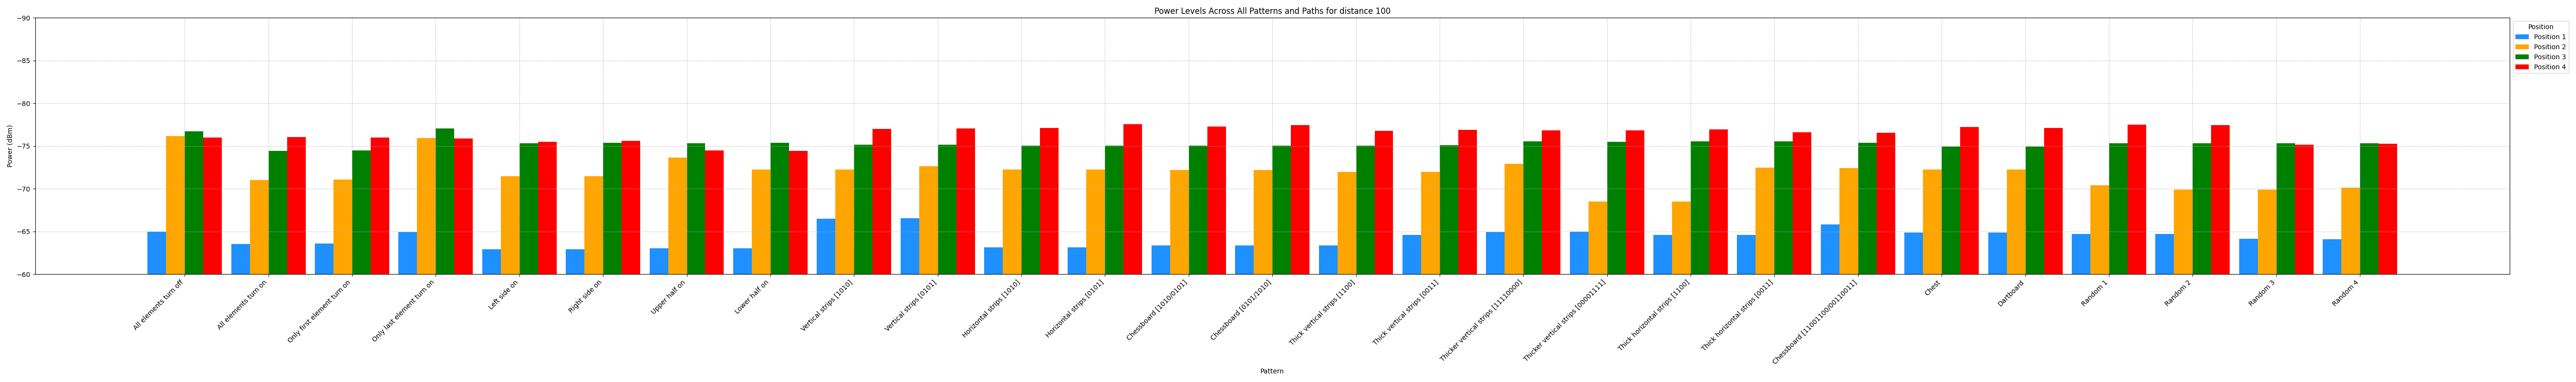 Power Levels Across All Patterns and Paths for distance 100
Power (dBm)
−90
−85
−80
−75
−70
−65
−60
Position
Position 1
Position 2
Position 3
Position 4
All elements turn off
All elements turn on
Only first element turn on
Only last element turn on
Left side on
Right side on
Upper half on
Lower half on
Vertical strips [1010]
Vertical strips [0101]
Horizontal strips [1010]
Horizontal strips [0101]
Chessboard [1010/0101]
Chessboard [0101/1010]
Thick vertical strips [1100]
Thick vertical strips [0011]
Thicker vertical strips [11110000]
Thicker vertical strips [00001111]
Thick horizontal strips [1100]
Thick horizontal strips [0011]
Chessboard [11001100/00110011]
Chest
Dartboard
Random 1
Random 2
Random 3
Random 4
Pattern